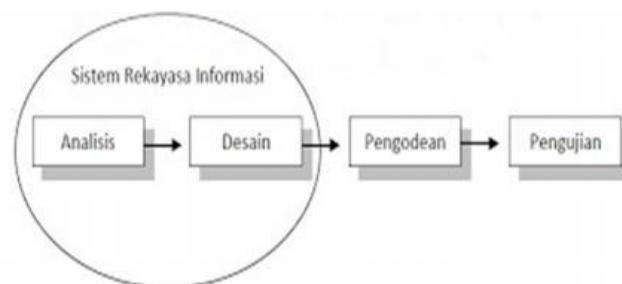 Sistem Rekayasa Informasi
Analisis
Desain
Pengodean
Pengujian